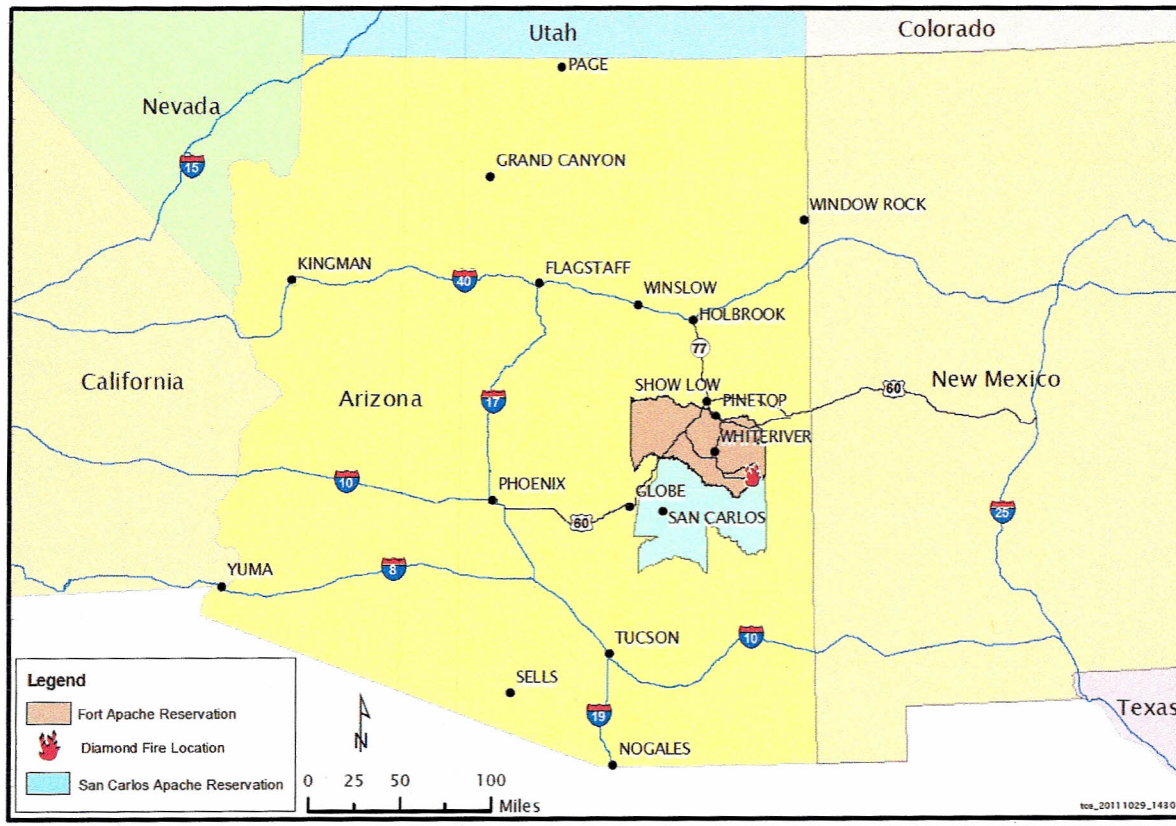 Utah
Colorado
PAGE
Nevada
15
GRAND CANYON
WINDOW ROCK
KINGMAN
40
FLAGSTAFF
WINSLOW
HOLBROOK
77
California
Arizona
17
SHOW LOW
PINETOP
60
New Mexico
WHITERIVER
10
PHOENIX
GLOBE
60
SAN CARLOS
25
YUMA
8
TUCSON
10
SELLS
19
NOGALES
Texas
Legend
Fort Apache Reservation
Diamond Fire Location
San Carlos Apache Reservation
N
0 25 50 100
Miles
tce_20111029_1430